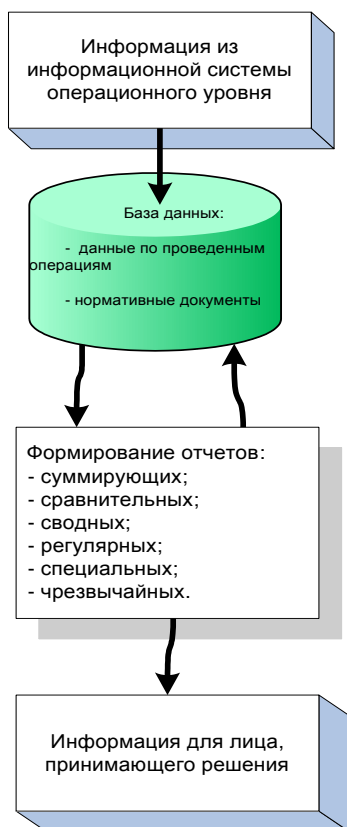 Информация из
информационной системы
операционного уровня
База данных:
- данные по проведенным
операциям
- нормативные документы
Формирование отчетов:
- суммирующих;
- сравнительных;
- сводных;
- регулярных;
- специальных;
- чрезвычайных.
Информация для лица,
принимающего решения